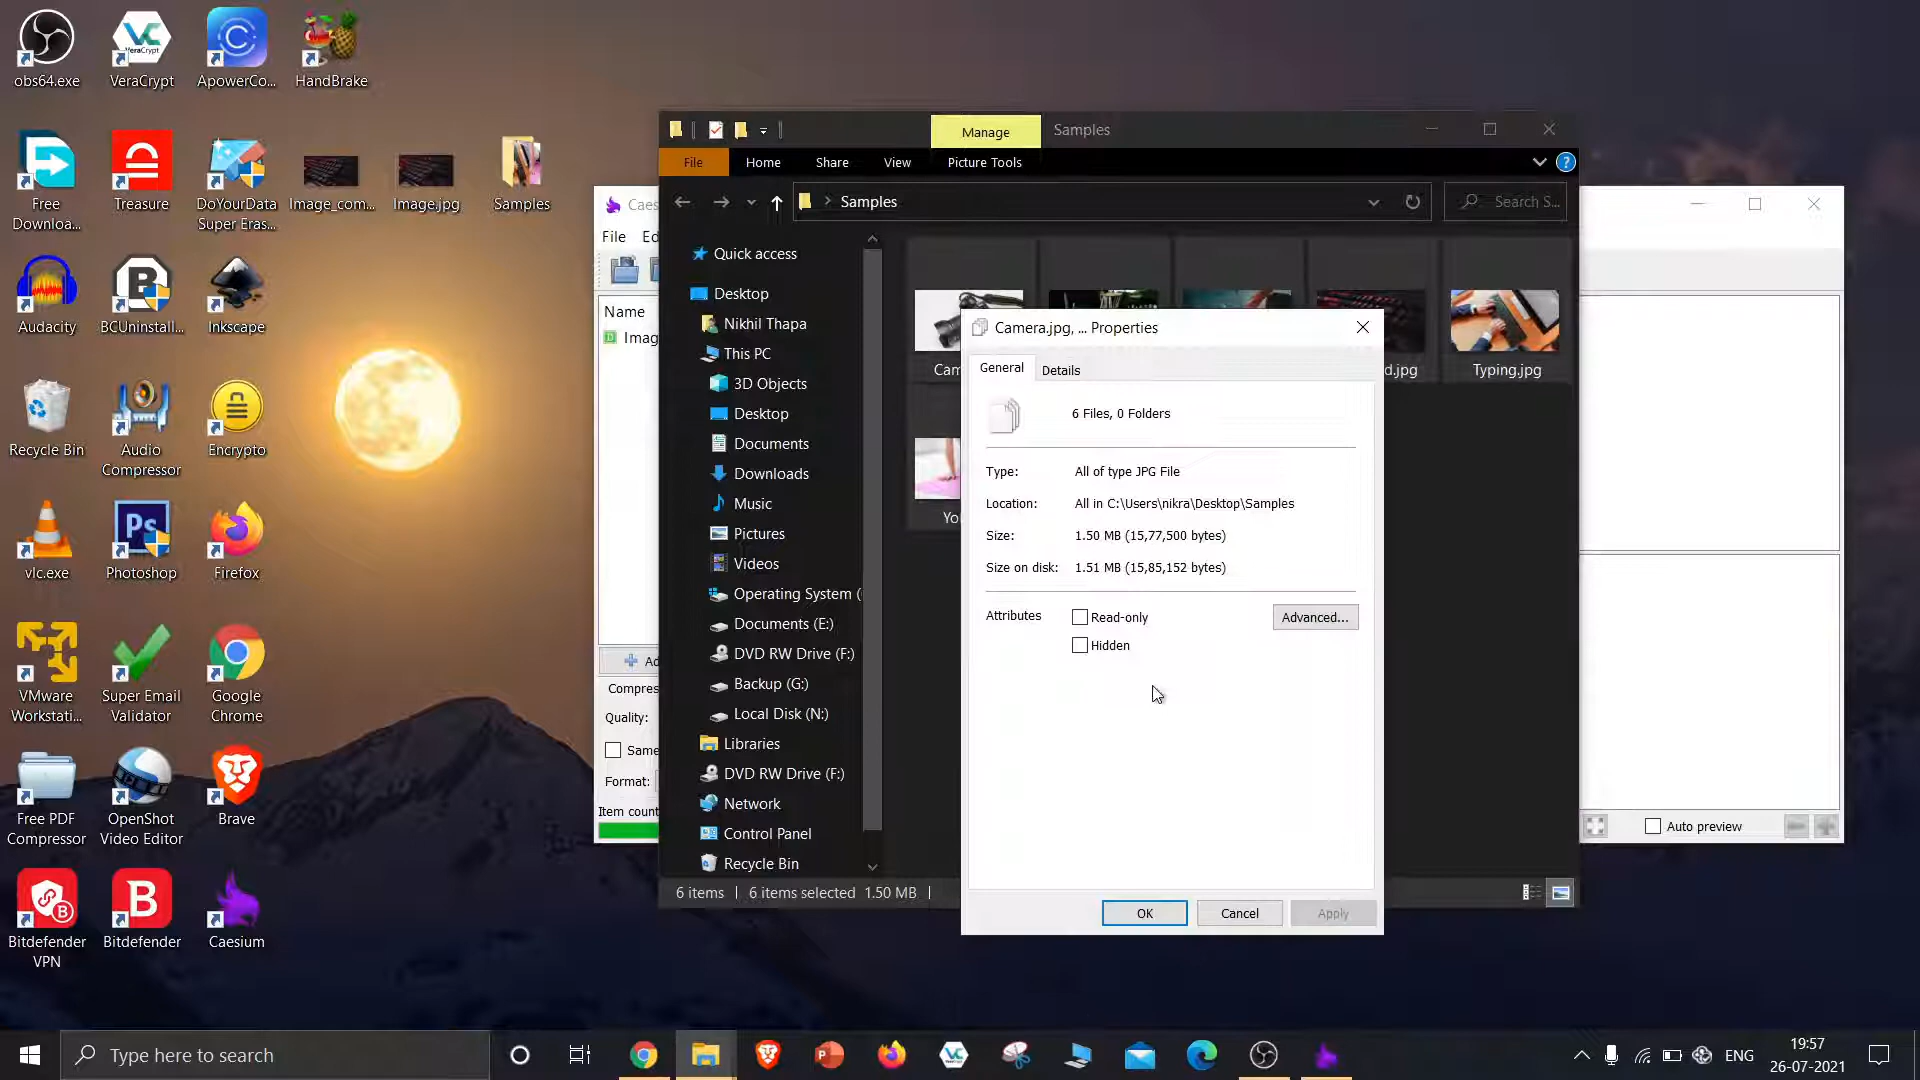 obs64.exe
VeraCrypt
ApowerCo...
HandBrake
Free
Downloa...
Treasure
DoYourData
Super Eras...
Image_com...
Image.jpg
Samples
Audacity
BCUninstall...
Inkscape
Recycle Bin
Audio
Compressor
Encrypto
vlc.exe
Photoshop
Firefox
VMware
Workstati...
Super Email
Validator
Google
Chrome
Free PDF
Compressor
OpenShot
Video Editor
Brave
Bitdefender
VPN
Bitdefender
Caesium
Caes
File Ed
Name
Imag
Ad
Compres
Quality:
Same
Format:
Item count
Auto preview
Manage
Samples
File
Home
Share
View
Picture Tools
Samples
Search S...
Quick access
Desktop
Nikhil Thapa
This PC
3D Objects
Desktop
Documents
Downloads
Music
Pictures
Videos
Operating System (
Documents (E:)
DVD RW Drive (F:)
Backup (G:)
Local Disk (N:)
Libraries
DVD RW Drive (F:)
Network
Control Panel
Recycle Bin
Cam
d.jpg
Typing.jpg
Yo
6 items
6 items selected 1.50 MB
Camera.jpg, ... Properties
General
Details
6 Files, 0 Folders
Type: All of type JPG File
Location: All in C:\Users\nikra\Desktop\Samples
Size: 1.50 MB (15,77,500 bytes)
Size on disk: 1.51 MB (15,85,152 bytes)
Attributes
Read-only
Advanced...
Hidden
OK
Cancel
Apply
Type here to search
ENG
19:57
26-07-2021